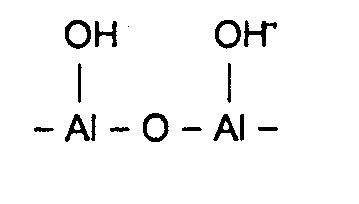 OH OH
| |
– Al – O – Al –